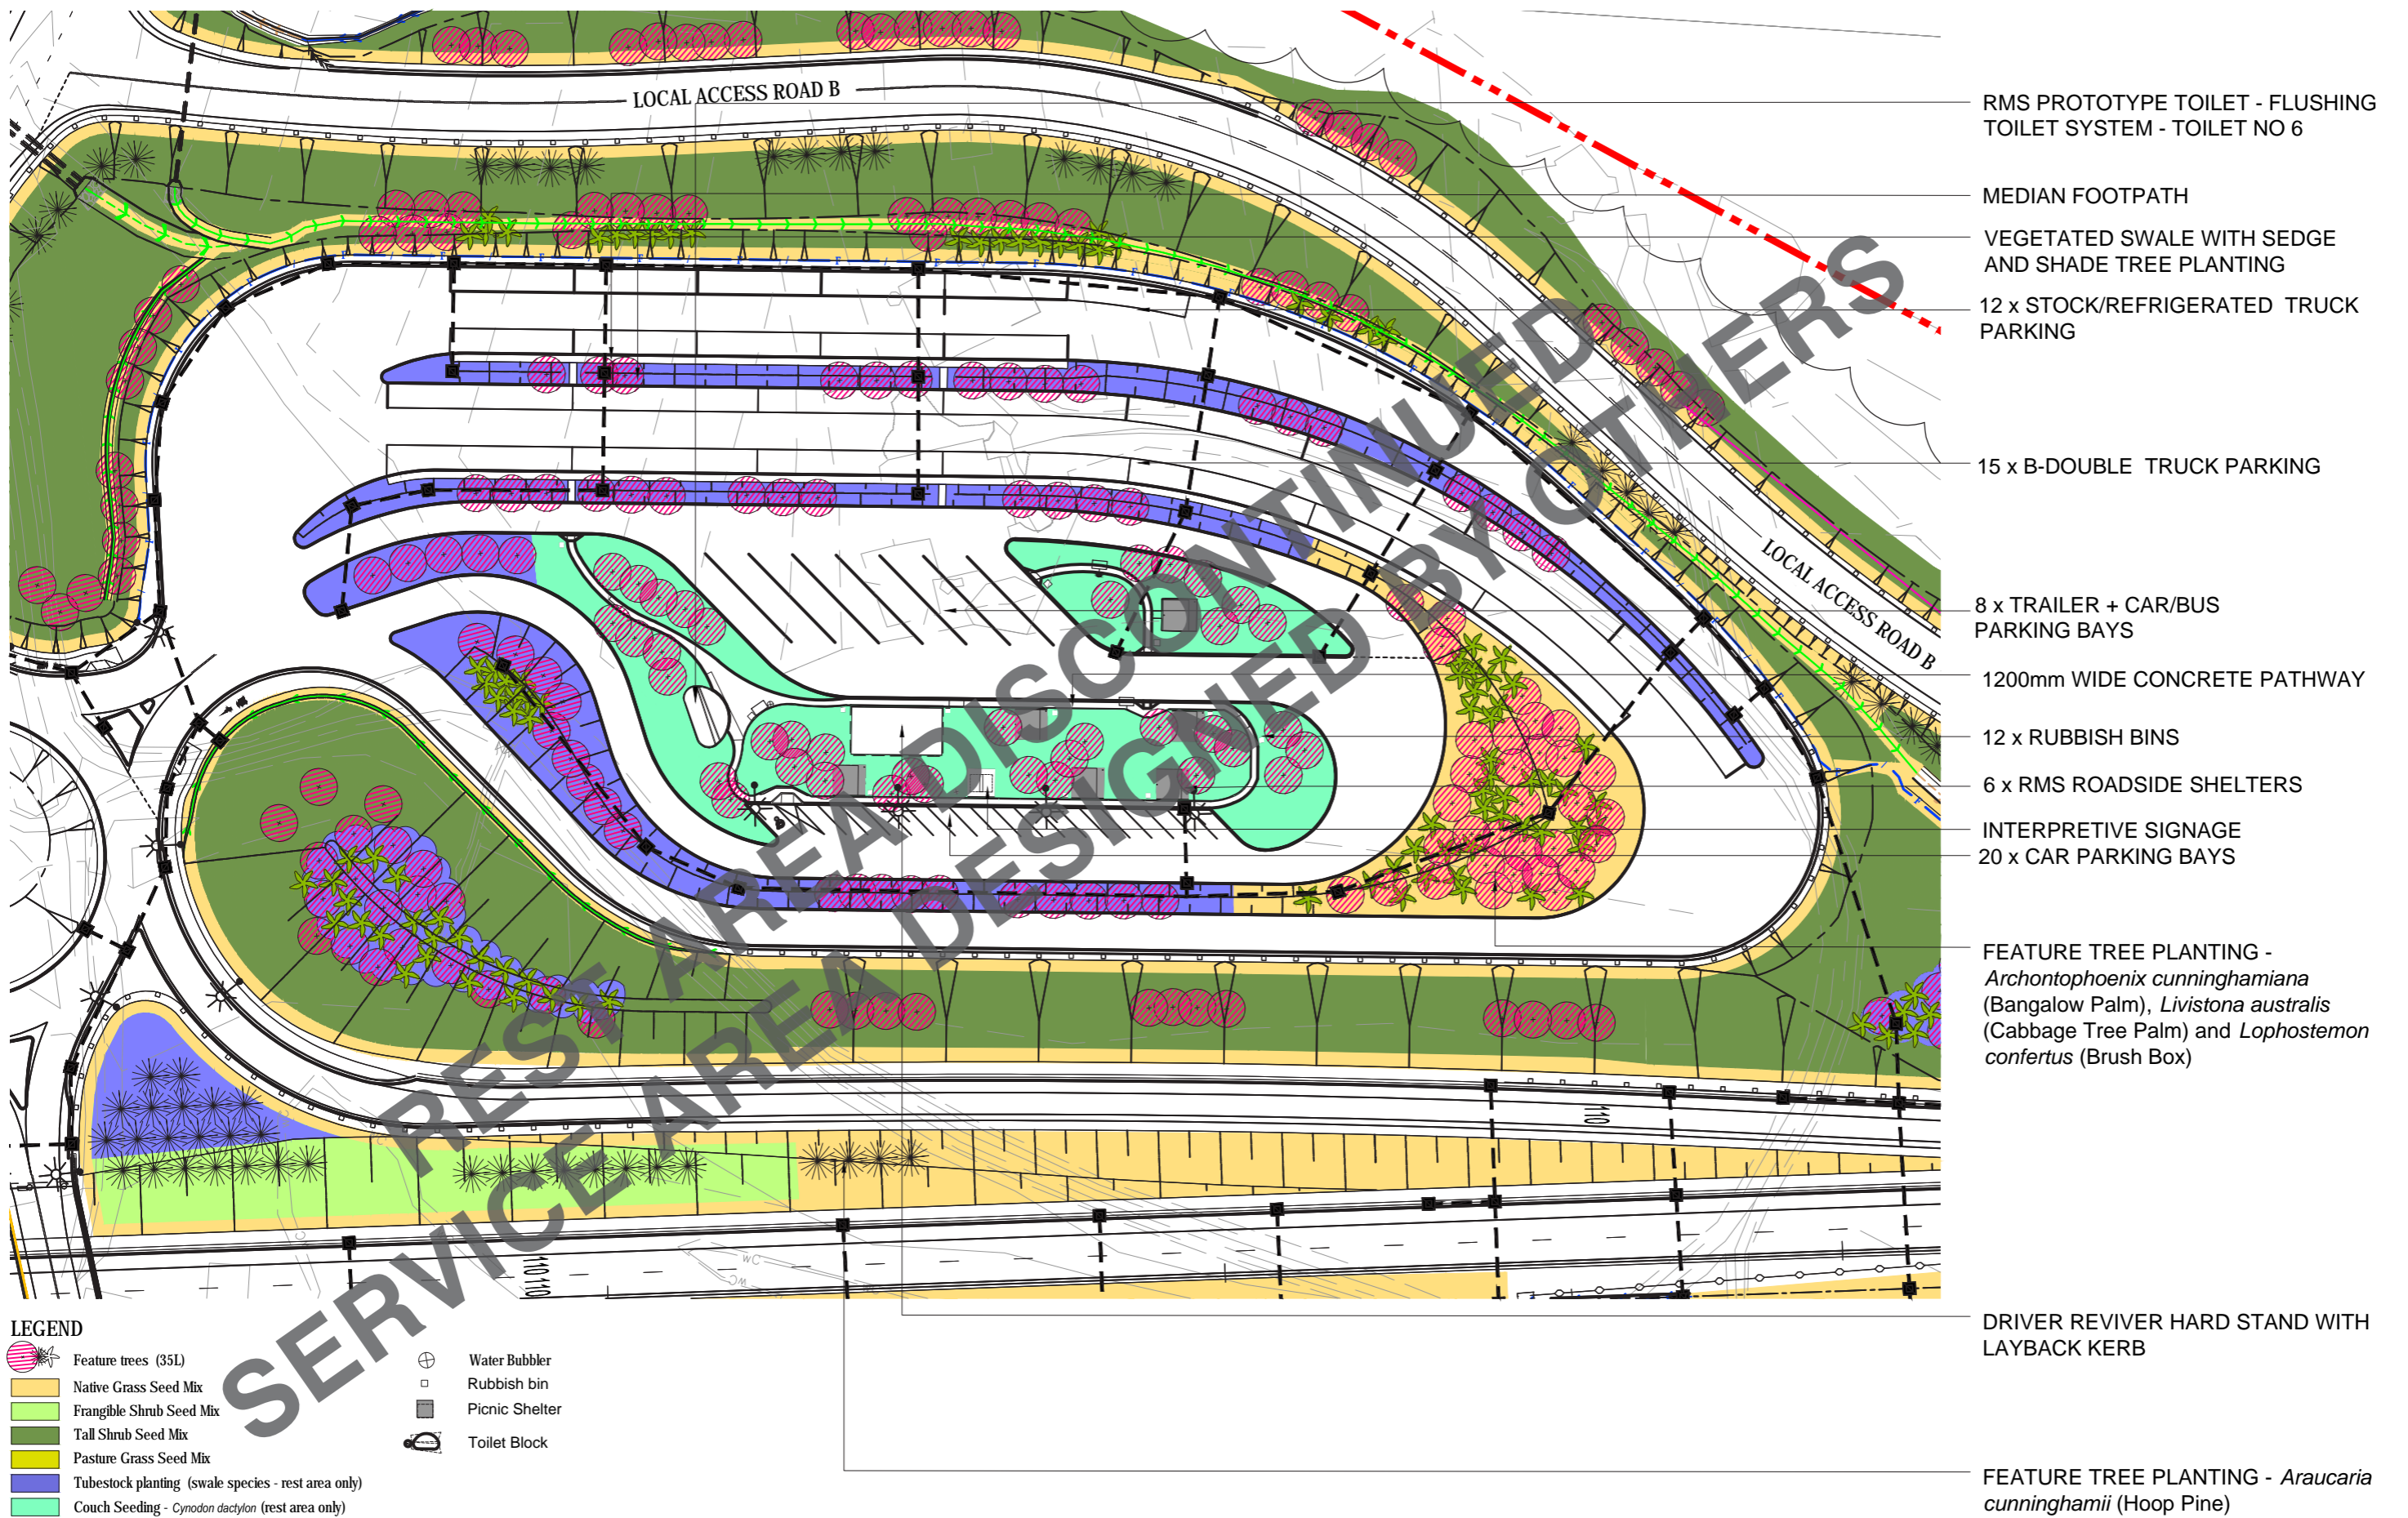 LOCAL ACCESS ROAD B
RMS PROTOTYPE TOILET - FLUSHING
TOILET SYSTEM - TOILET NO 6
MEDIAN FOOTPATH
VEGETATED SWALE WITH SEDGE
AND SHADE TREE PLANTING
12 x STOCK/REFRIGERATED TRUCK
PARKING
15 x B-DOUBLE TRUCK PARKING
LOCAL ACCESS ROAD B
8 x TRAILER + CAR/BUS
PARKING BAYS
1200mm WIDE CONCRETE PATHWAY
12 x RUBBISH BINS
6 x RMS ROADSIDE SHELTERS
INTERPRETIVE SIGNAGE
20 x CAR PARKING BAYS
FEATURE TREE PLANTING -
Archontophoenix cunninghamiana
(Bangalow Palm), Livistona australis
(Cabbage Tree Palm) and Lophostemon
confertus (Brush Box)
REST AREA DISCONTINUED
SERVICE AREA DESIGNED BY OTHERS
110
110
110
wC
wC
DRIVER REVIVER HARD STAND WITH
LAYBACK KERB
FEATURE TREE PLANTING - Araucaria
cunninghamii (Hoop Pine)
LEGEND
Feature trees (35L)
Native Grass Seed Mix
Frangible Shrub Seed Mix
Tall Shrub Seed Mix
Pasture Grass Seed Mix
Tubestock planting (swale species - rest area only)
Couch Seeding - Cynodon dactylon (rest area only)
Water Bubbler
Rubbish bin
Picnic Shelter
Toilet Block